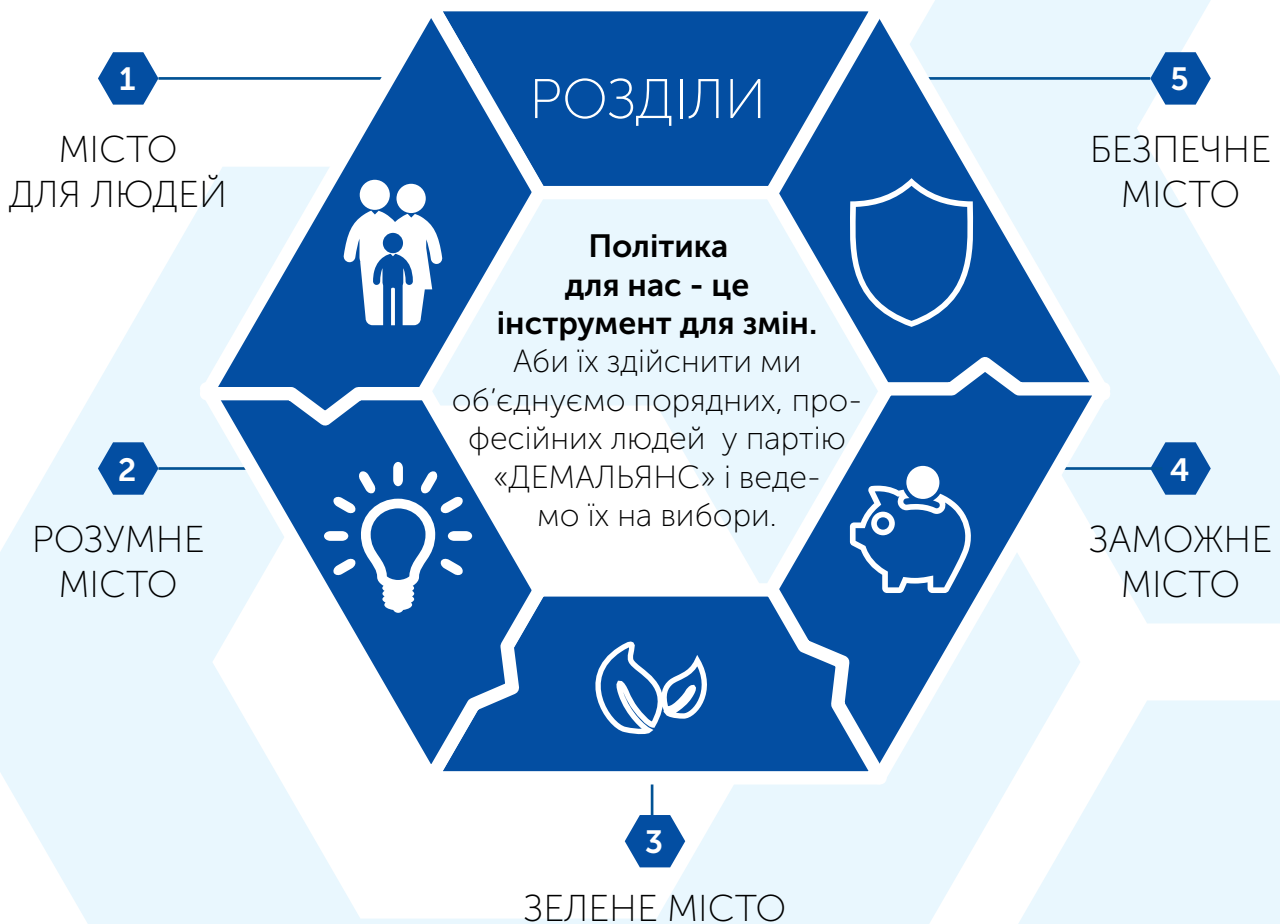 РОЗДІЛИ
1
МІСТО
ДЛЯ ЛЮДЕЙ
2
РОЗУМНЕ
МІСТО
3
ЗЕЛЕНЕ МІСТО
4
ЗАМОЖНЕ
МІСТО
5
БЕЗПЕЧНЕ
МІСТО
Політика
для нас - це
інструмент для змін.
Аби їх здійснити ми
об’єднуємо порядних, про-
фесійних людей у партію
«ДЕМАЛЬЯНС» і веде-
мо їх на вибори.